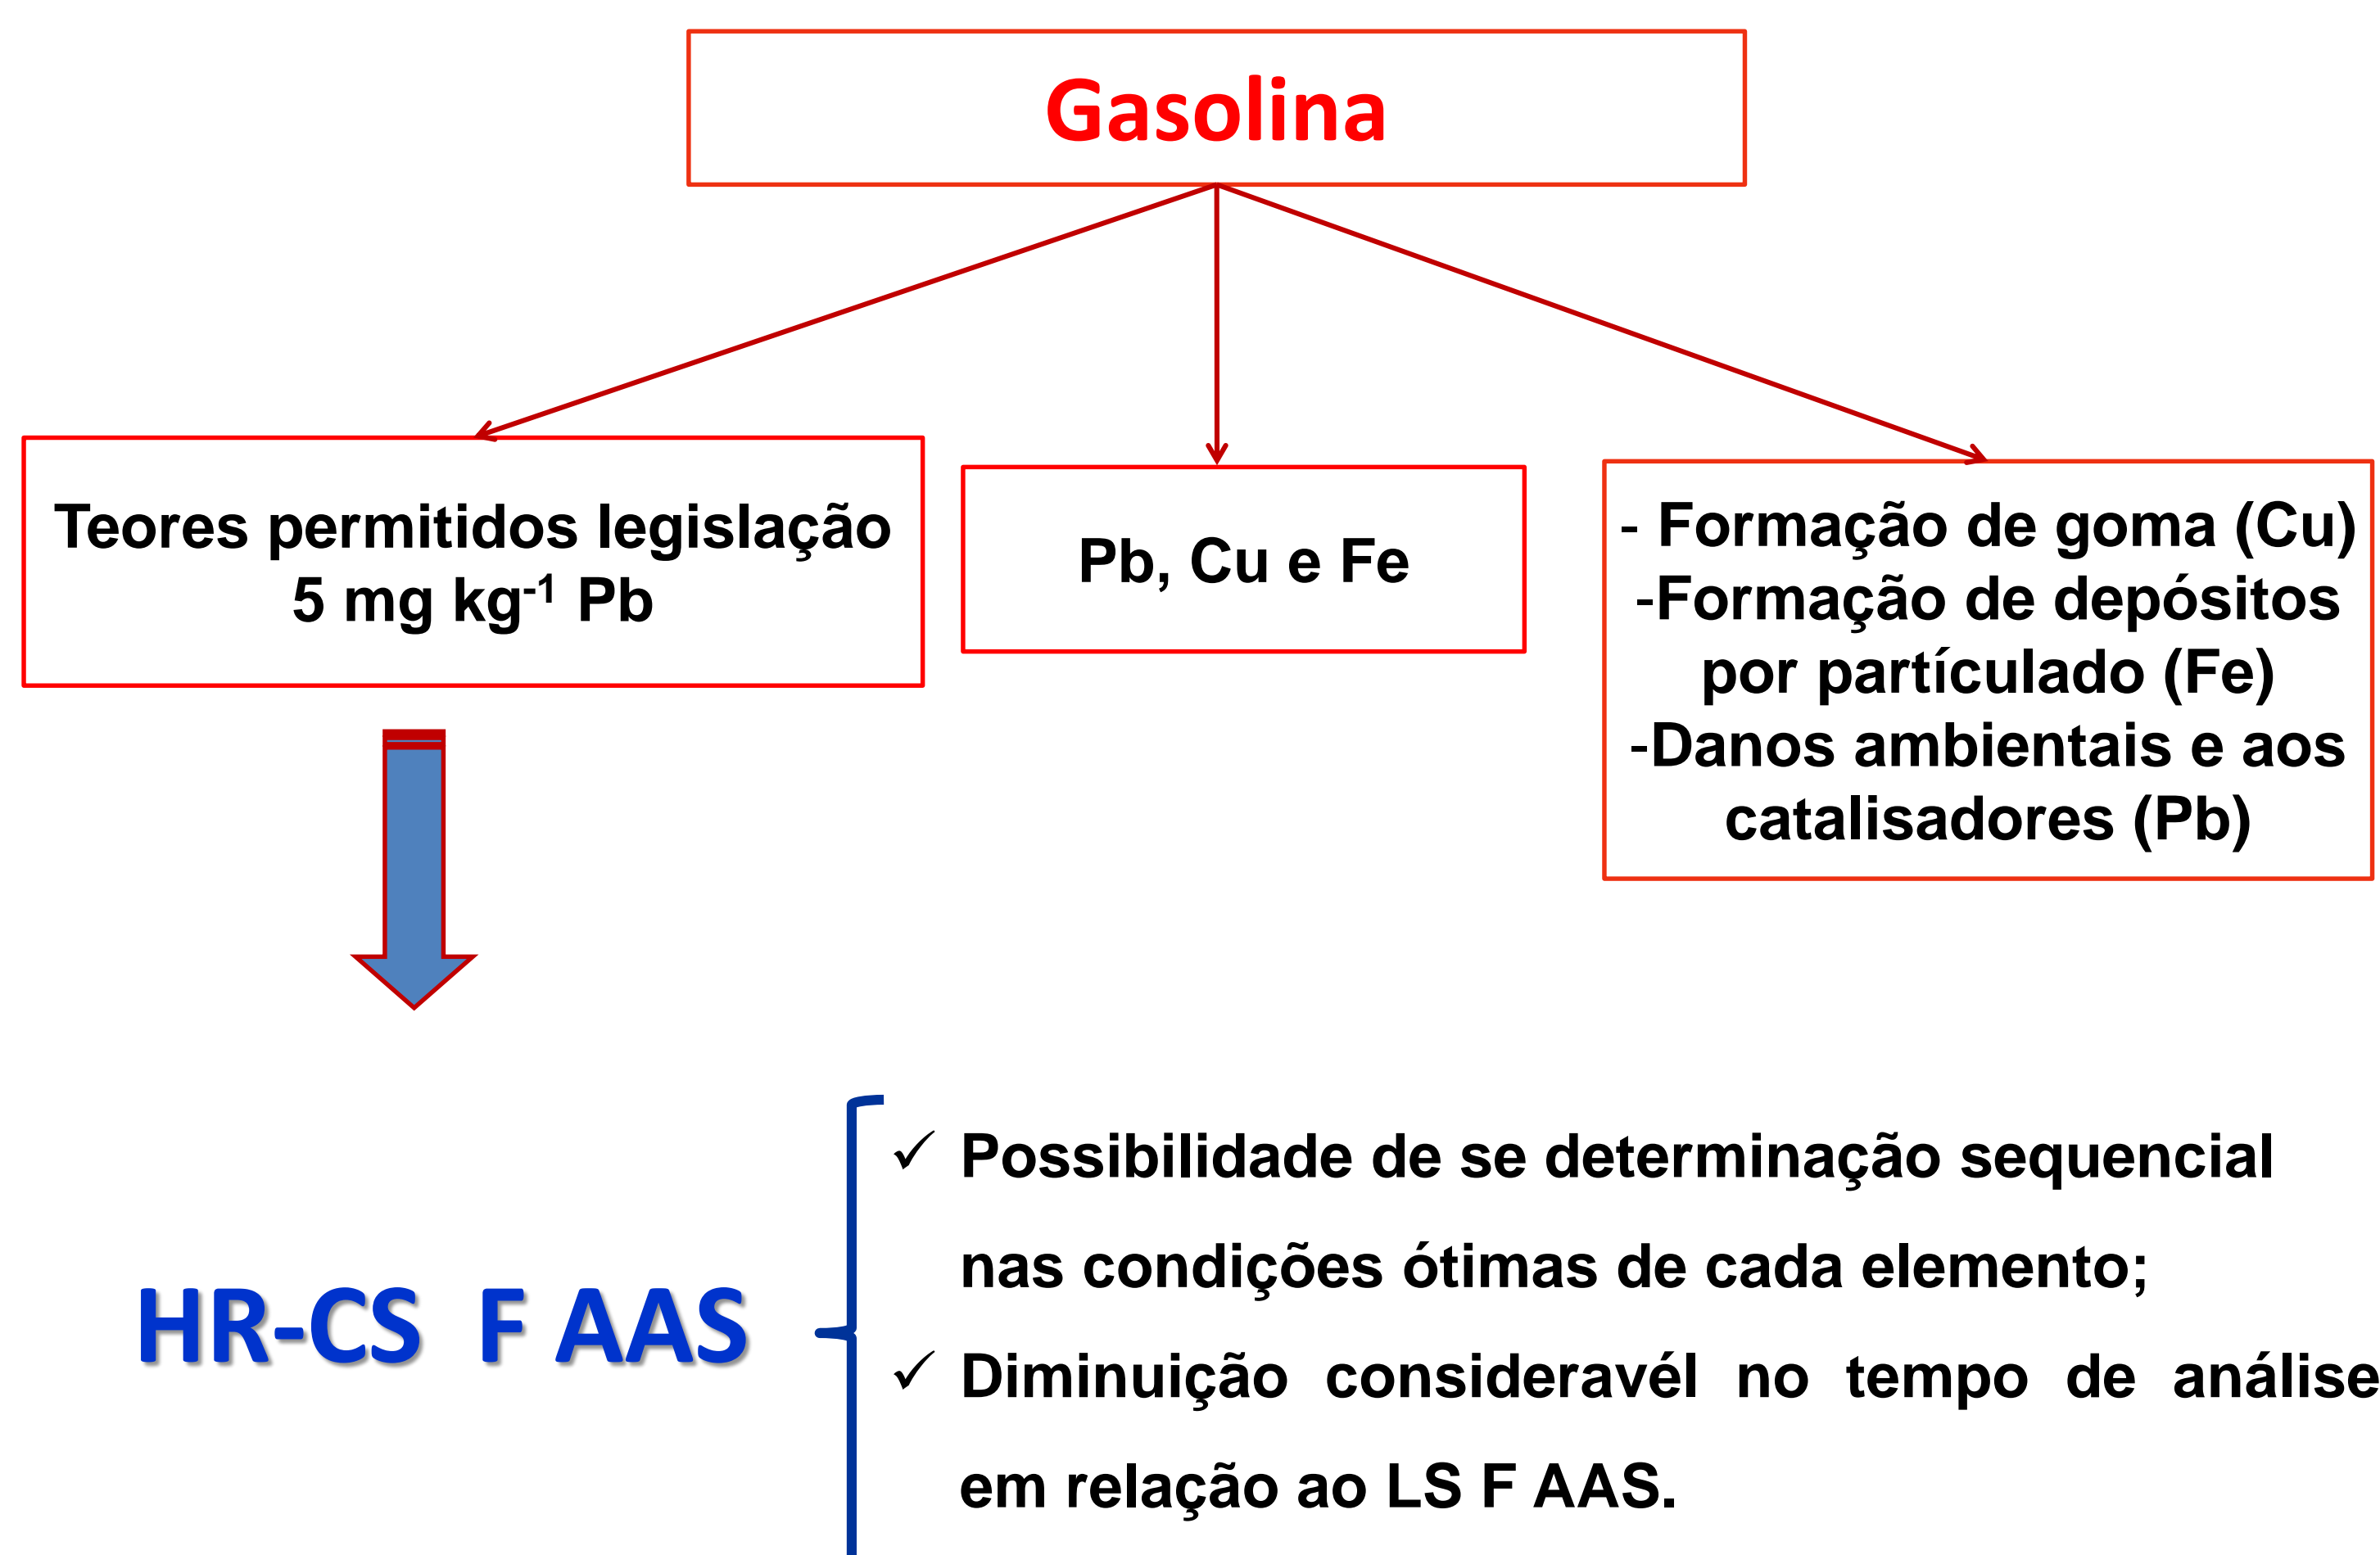 Gasolina
Teores permitidos legislação
5 mg kg⁻¹ Pb
Pb, Cu e Fe
- Formação de goma (Cu)
-Formação de depósitos
por partículado (Fe)
-Danos ambientais e aos
catalisadores (Pb)
HR-CS F AAS
✓ Possibilidade de se determinação sequencial
nas condições ótimas de cada elemento;
✓ Diminuição consideravél no tempo de análise
em relação ao LS F AAS.